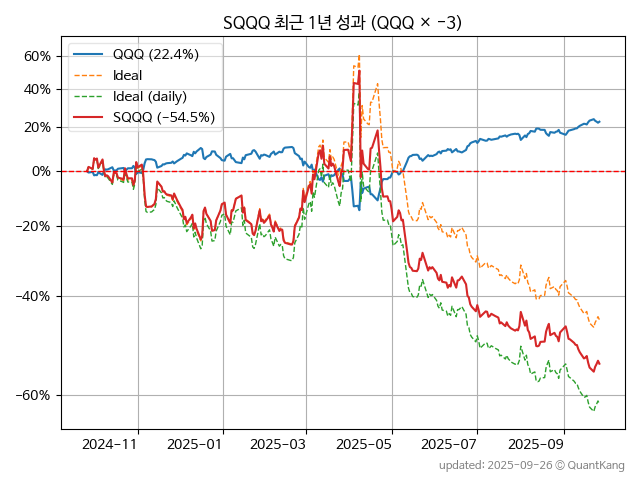 SQQQ 최근 1년 성과 (QQQ × −3)
QQQ (22.4%)
Ideal
Ideal (daily)
SQQQ (−54.5%)
60%
40%
20%
0%
−20%
−40%
−60%
2024-11
2025-01
2025-03
2025-05
2025-07
2025-09
updated: 2025-09-26 © QuantKang